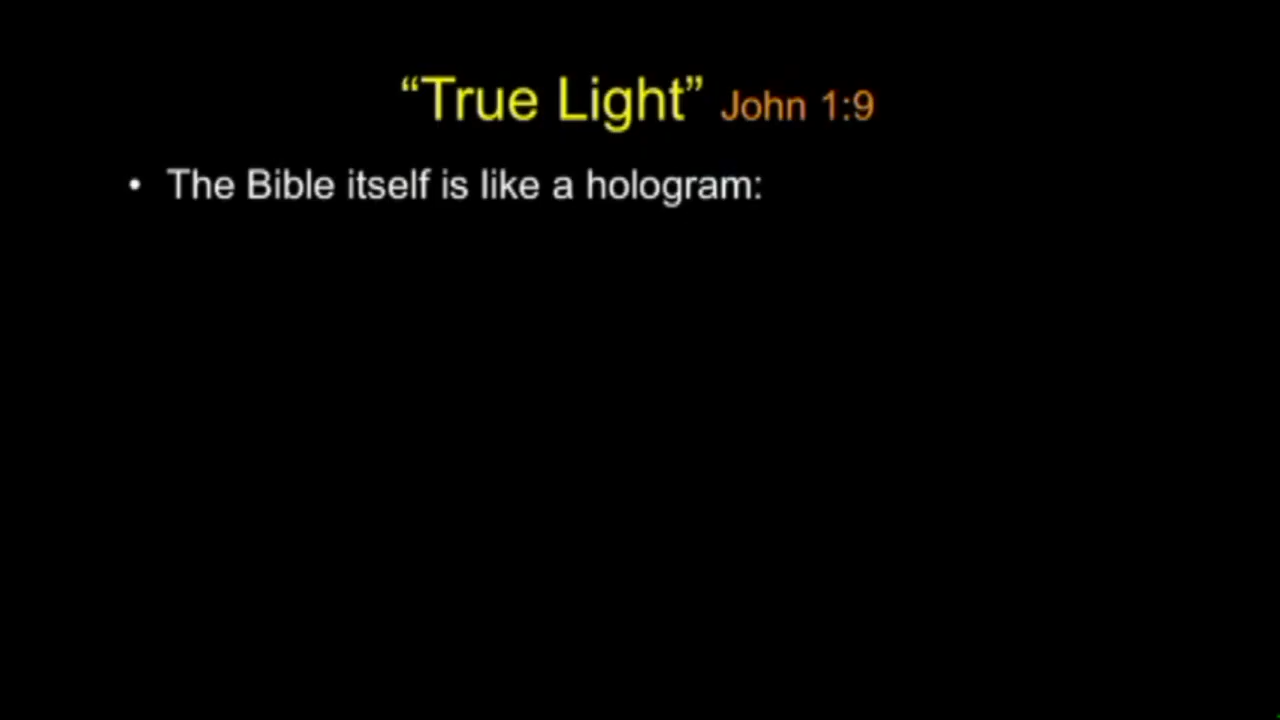 “True Light” John 1:9
• The Bible itself is like a hologram: